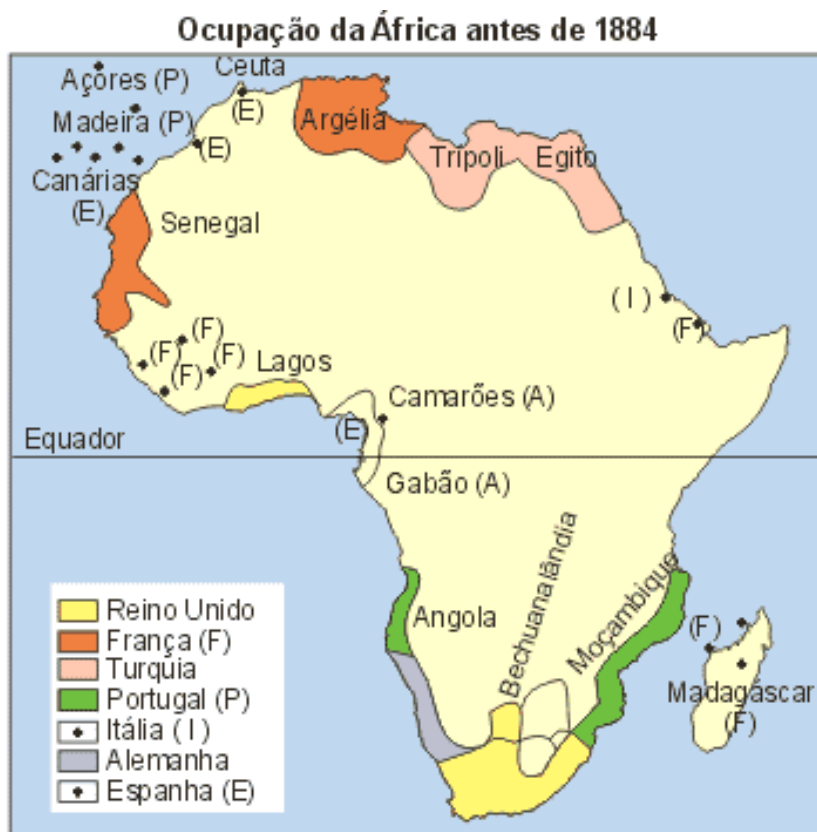 Ocupação da África antes de 1884
Açores (P)
Ceuta
(E)
Madeira (P)
(E)
Canárias
(E)
Argélia
Trípoli
Egito
Senegal
( I )
(F)
(F)
(F)
(F)
(F)
Lagos
Camarões (A)
(E)
Equador
Gabão (A)
Angola
Bechuanalândia
Moçambique
(F)
Madagáscar
(F)
Reino Unido
França (F)
Turquia
Portugal (P)
Itália ( I )
Alemanha
Espanha (E)